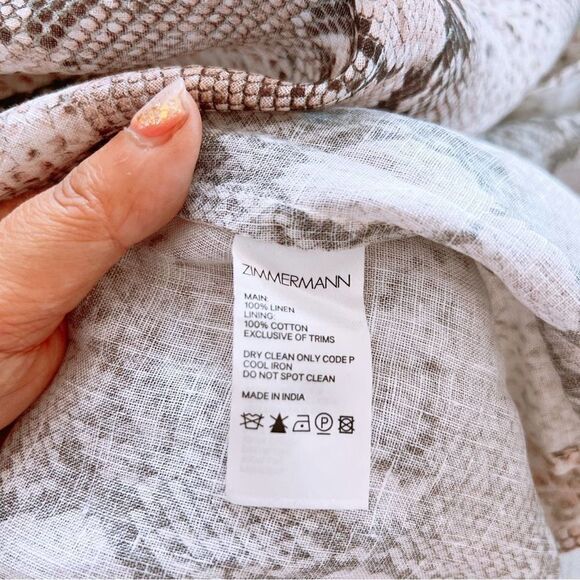 ZIMMERMANN
MAIN:
100% LINEN
LINING:
100% COTTON
EXCLUSIVE OF TRIMS
DRY CLEAN ONLY CODE P
COOL IRON
DO NOT SPOT CLEAN
MADE IN INDIA
P